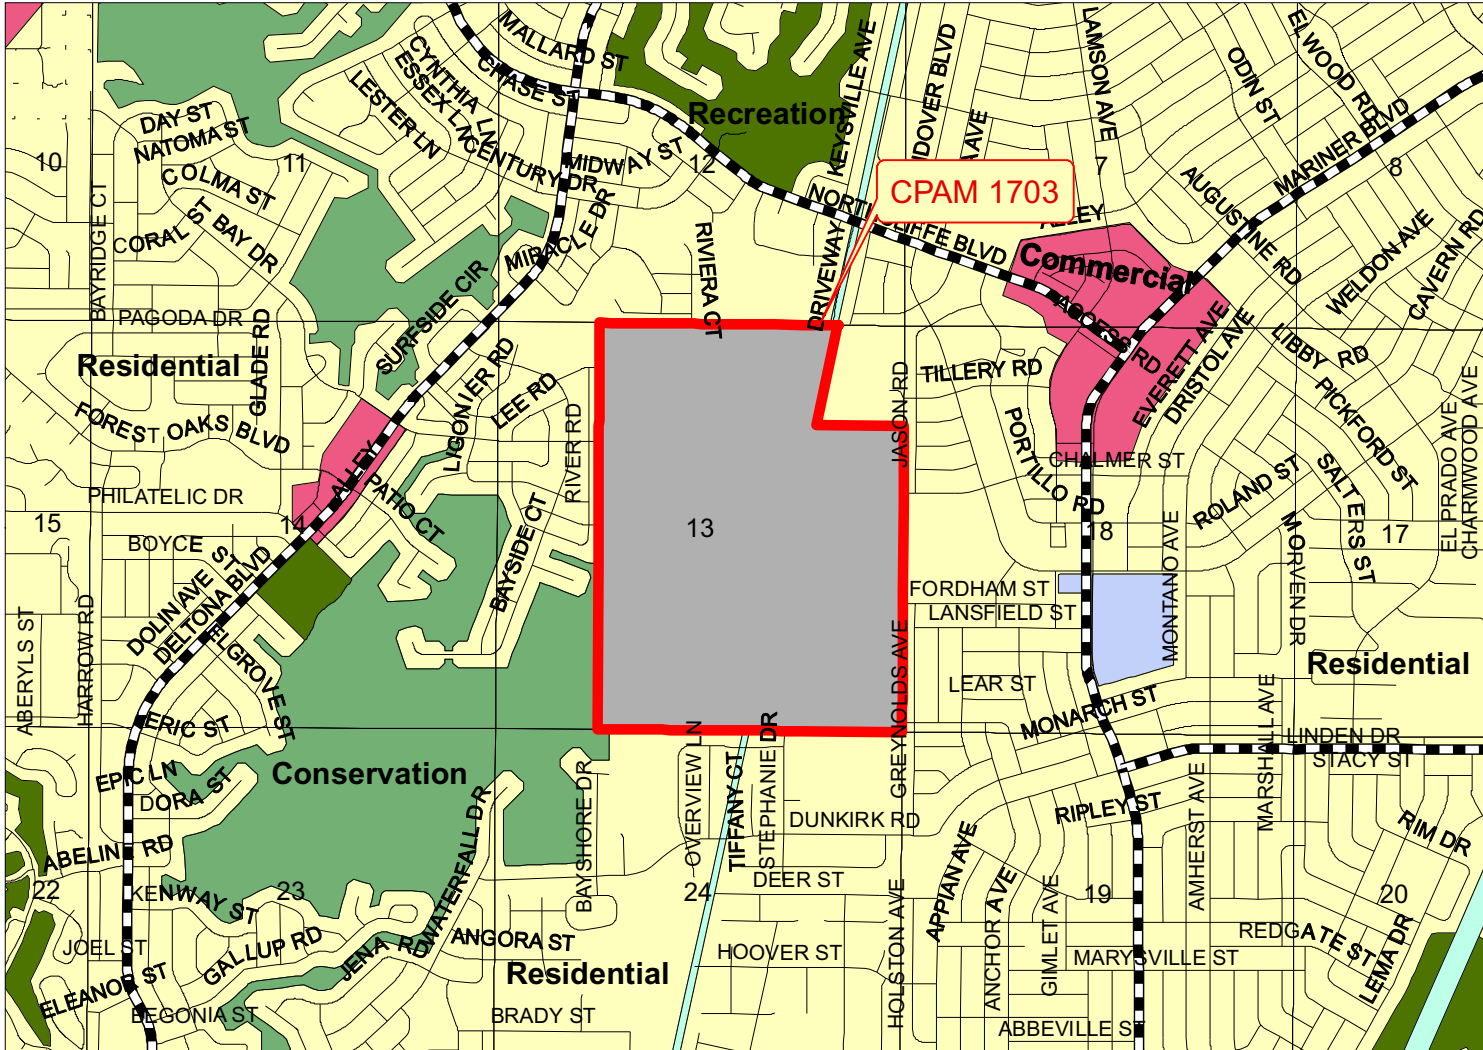 MALLARD ST
CYNTHIA LN
ESSEX LN
CHASE ST
LESTER LN
KEYSVILLE AVE
LAMSON AVE
ODIN ST
ELWOOD RD
MARINER BLVD
Recreation
DAY ST
NATOMA ST
10
11
CENTURY DR
MIDWAY ST
12
7
8
COLMA ST
CORAL ST
BAY DR
BAYRIDGE CT
MIRACLE DR
CPAM 1703
AUGUSTINE RD
WELDON AVE
CAVERN RD
RIVIERA CT
DRIVEWAY
Commercial
SURFSIDE CIR
PAGODA DR
GLADE RD
ACCESS RD
EVERETT AVE
DRISTOL AVE
LIBBY RD
Residential
LIGONIER RD
LEE RD
TILLERY RD
JASON RD
PICKFORD ST
CHARMWOOD AVE
EL PRADO AVE
FOREST OAKS BLVD
RIVER RD
PORTILLO RD
CHALMER ST
ALLEY
PATIO CT
ROLAND ST
SALTERS ST
PHILATELIC DR
15
14
13
18
17
BOYCE ST
BAYSIDE CT
MONTANO AVE
MORVEN DR
DOLIN AVE
DELTONA BLVD
FORDHAM ST
LANSFIELD ST
ABERYLS ST
HARROW RD
ELGROVE ST
GREYNOLDS AVE
LEAR ST
MONARCH ST
Residential
ERIC ST
OVERVIEW LN
TIFFANY CT
STEPHANIE DR
MARSHALL AVE
LINDEN DR
STACY ST
EPIC LN
DORA ST
Conservation
BAYSHORE DR
DUNKIRK RD
RIPLEY ST
AMHERST AVE
RIM DR
WATERFALL DR
DEER ST
22
23
24
19
20
KENWAY ST
APPIAN AVE
ANCHOR AVE
GIMLET AVE
HOLSTON AVE
JOEL ST
GALLUP RD
JENA RD
ANGORA ST
HOOVER ST
MARYSVILLE ST
REDGATE ST
LEMA DR
ELEANOR ST
Residential
BEGONIA ST
BRADY ST
ABBEVILLE ST